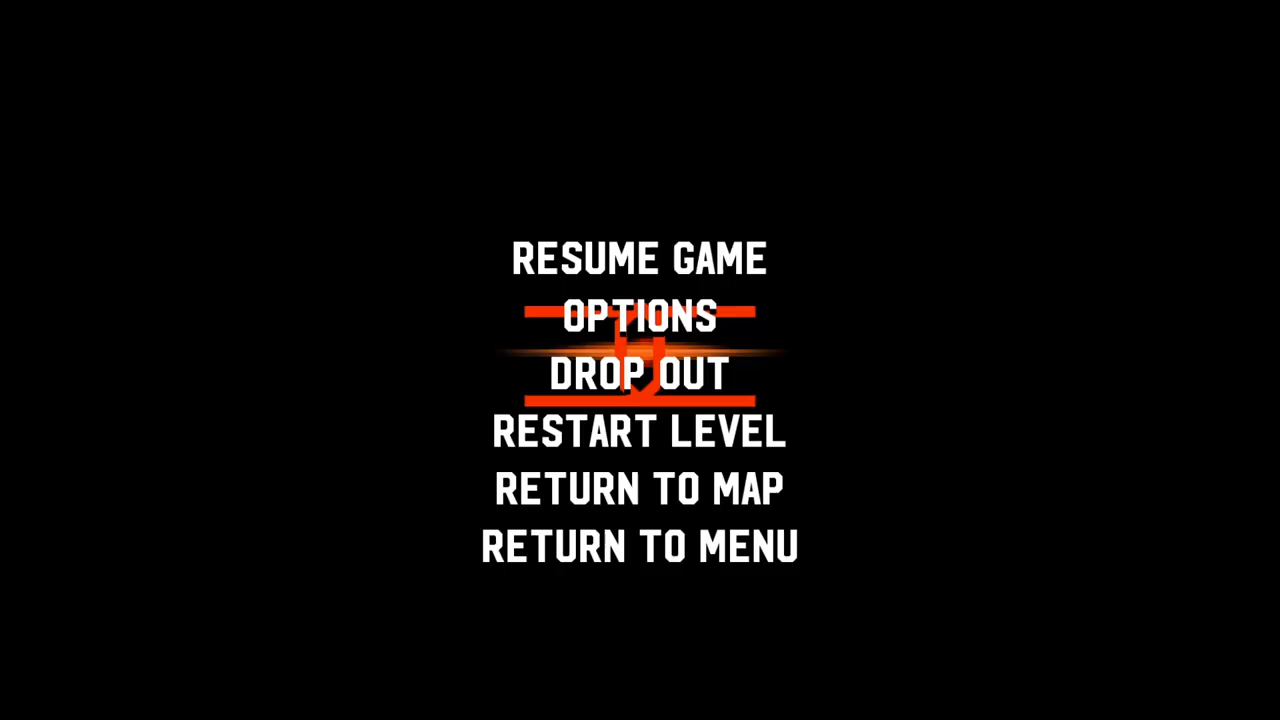 RESUME GAME
OPTIONS
DROP OUT
RESTART LEVEL
RETURN TO MAP
RETURN TO MENU